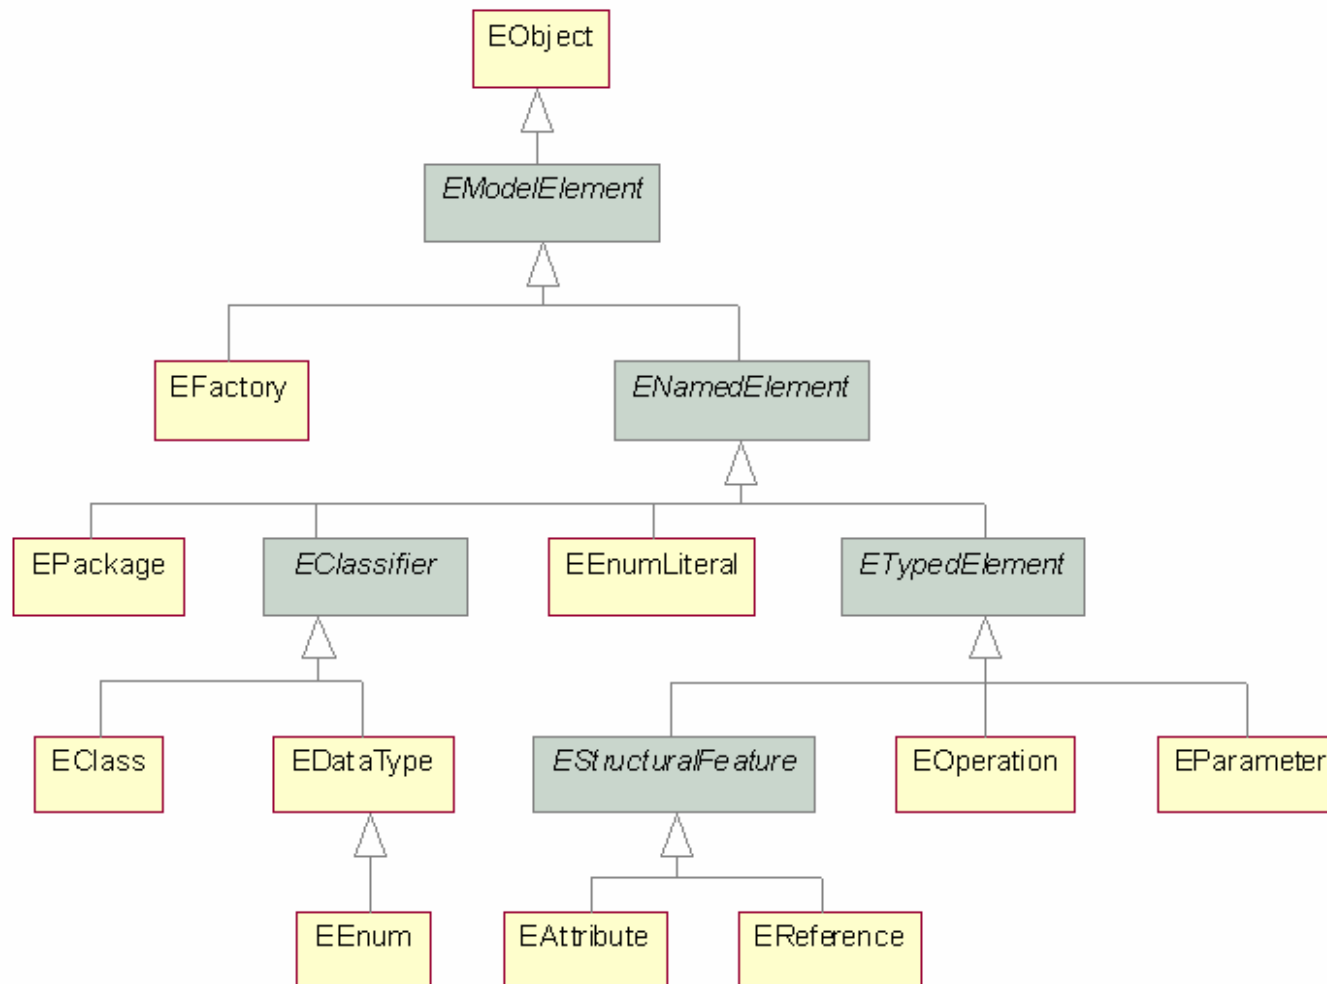 EObject
EModelElement
EFactory
ENamedElement
EPackage
EClassifier
EEnumLiteral
ETypedElement
EClass
EDataType
EStructuralFeature
EOperation
EParameter
EEnum
EAttribute
EReference